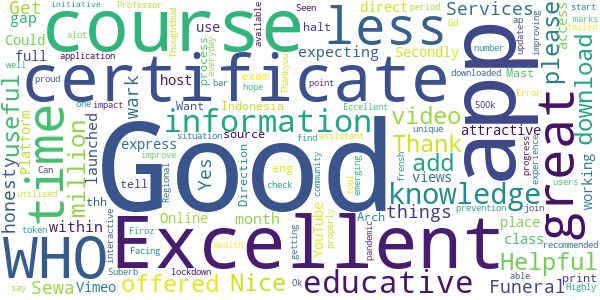 Good
Excellent
app
course
certificate
great
less
time
WHO
information
knowledge
educative
Helpful
video
add
Thank
download
please
useful
million
offered
Nice
things
Services
Get
gap
Could
full
use
process
host
express
Yes
tell
source
wark
within
launched
honesty
Sewa
Vimeo
Online
month
YouTube
views
Arch
place
class
Funeral
print
working
access
attractive
Mast
Secondly
expecting
halt
direct
exam
Indonesia
eng
check
Direction
Regional
Platform
thh
Firoz
Facing
Suberb
lockdown
interactive
token
utilised
say
Can
one
impact
proud
application
initiative
alot
well
Professor
Thoughtbud
everyday
available
Seen
Want
bar
hope
improve
situation
assistant
find
point
period
Thankyou
Eccellent
unique
community
tool
emerging
frensh
pandemic
properly
getting
health
Ok
prevention
progress
experience
join
able
users
recommended
Highly
Error
500k
downloaded
number
update
improving
Gd
start
marks
failed